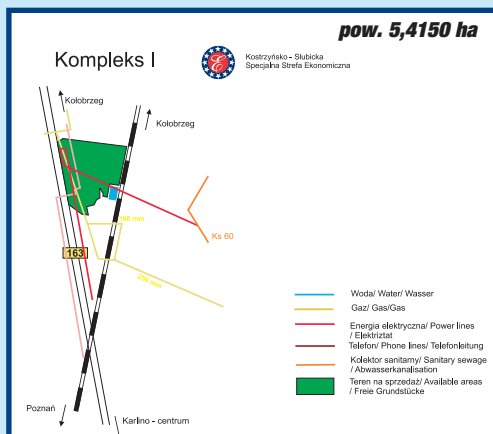 pow. 5,4150 ha
Kompleks I
Kostrzyńsko - Słubicka
Specjalna Strefa Ekonomiczna
Kołobrzeg
Kołobrzeg
180 mm
Ks 60
163
250 mm
Woda/ Water/ Wasser
Gaz/ Gas/Gas
Energia elektryczna/ Power lines
/ Elektriztat
Telefon/ Phone lines/ Telefonleitung
Kolektor sanitarny/ Sanitary sewage
/ Abwasserkanalisation
Teren na sprzedaż/ Available areas
/ Freie Grundstücke
Poznań
Karlino - centrum